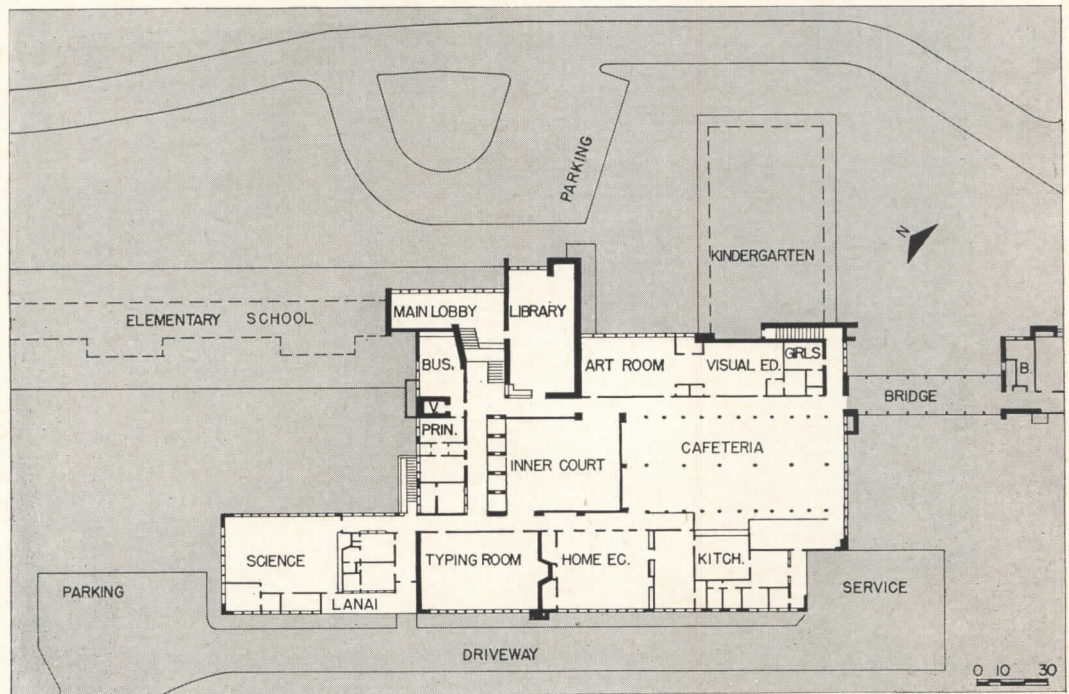 PARKING
N
KINDERGARTEN
ELEMENTARY SCHOOL
MAIN LOBBY
LIBRARY
BUS.
ART ROOM
VISUAL ED.
GIRLS
B.
BRIDGE
V.
PRIN.
INNER COURT
CAFETERIA
SCIENCE
TYPING ROOM
HOME EC.
KITCH.
PARKING
LANAI
SERVICE
DRIVEWAY
0 10 30